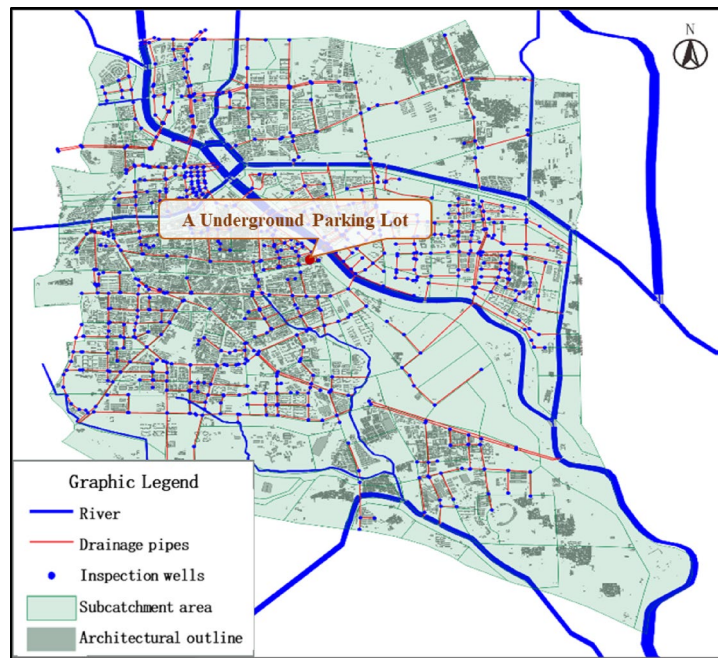 N
A Underground Parking Lot
Graphic Legend
River
Drainage pipes
Inspection wells
Subcatchment area
Architectural outline